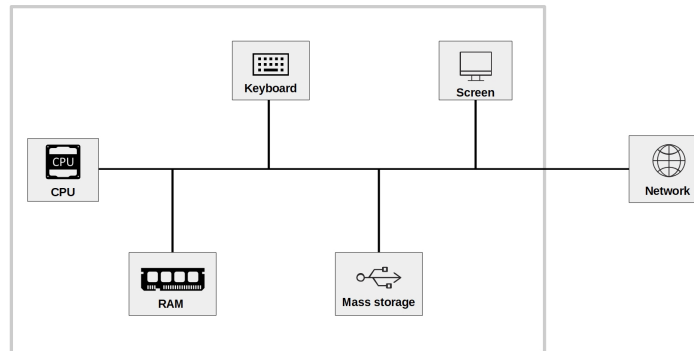 Keyboard
Screen
CPU
CPU
Network
RAM
Mass storage